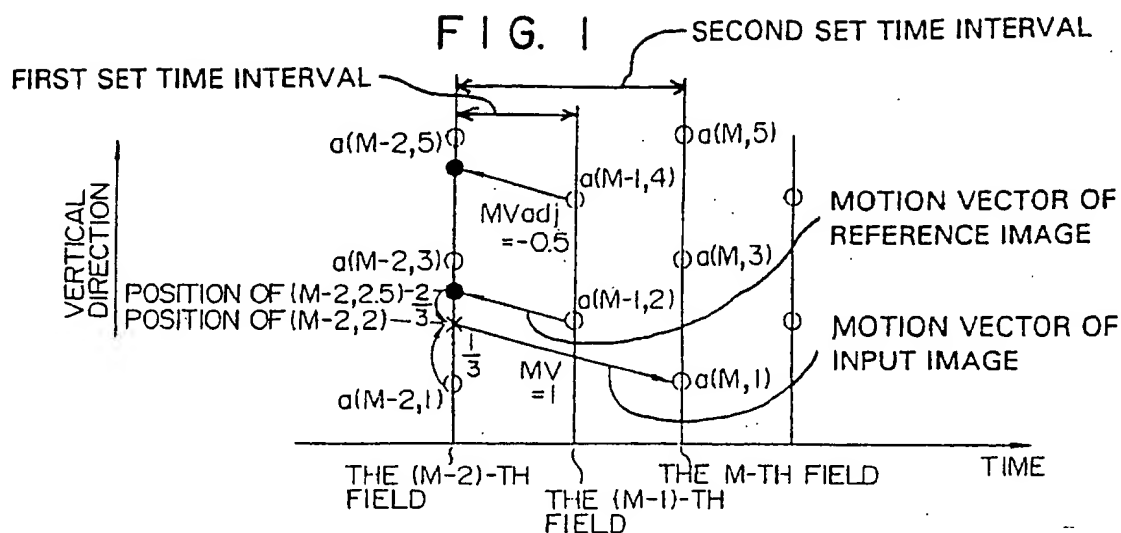 FIG. 1
SECOND SET TIME INTERVAL
FIRST SET TIME INTERVAL
a(M-2,5)
a(M,5)
a(M-1,4)
MVadj
=-0.5
MOTION VECTOR OF
REFERENCE IMAGE
VERTICAL
DIRECTION
a(M-2,3)
a(M,3)
POSITION OF (M-2,2.5)
2/3
a(M-1,2)
POSITION OF (M-2,2)
MOTION VECTOR OF
INPUT IMAGE
1/3
MV
=1
a(M,1)
a(M-2,1)
TIME
THE (M-2)-TH
FIELD
THE (M-1)-TH
FIELD
THE M-TH FIELD